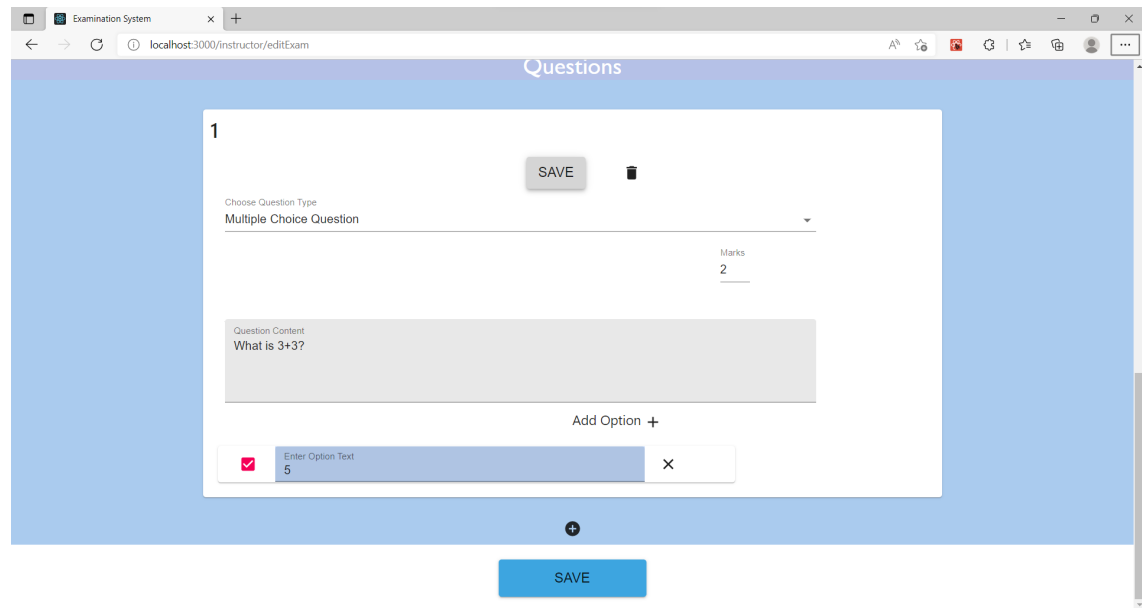 Examination System
localhost:3000/instructor/editExam
Questions
1
SAVE
Choose Question Type
Multiple Choice Question
Marks
2
Question Content
What is 3+3?
Add Option +
Enter Option Text
5
SAVE